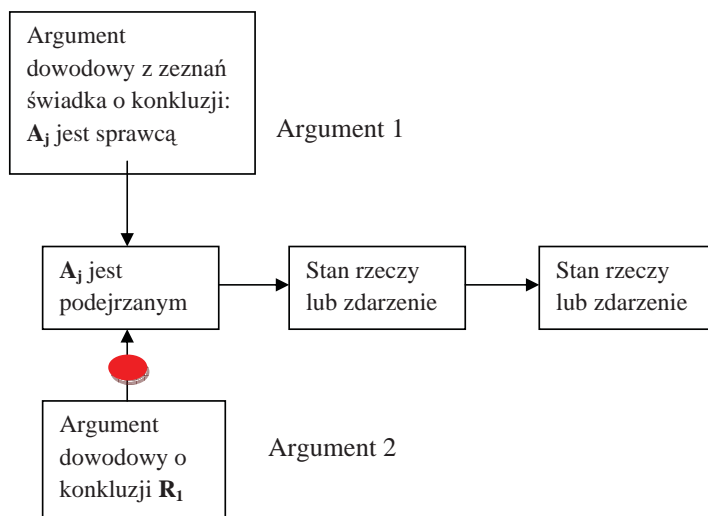 Argument
dowodowy z zeznań
świadka o konkluzji:
Aj jest sprawcą
Argument 1
Aj jest
podejrzanym
Stan rzeczy
lub zdarzenie
Stan rzeczy
lub zdarzenie
Argument
dowodowy o
konkluzji R1
Argument 2